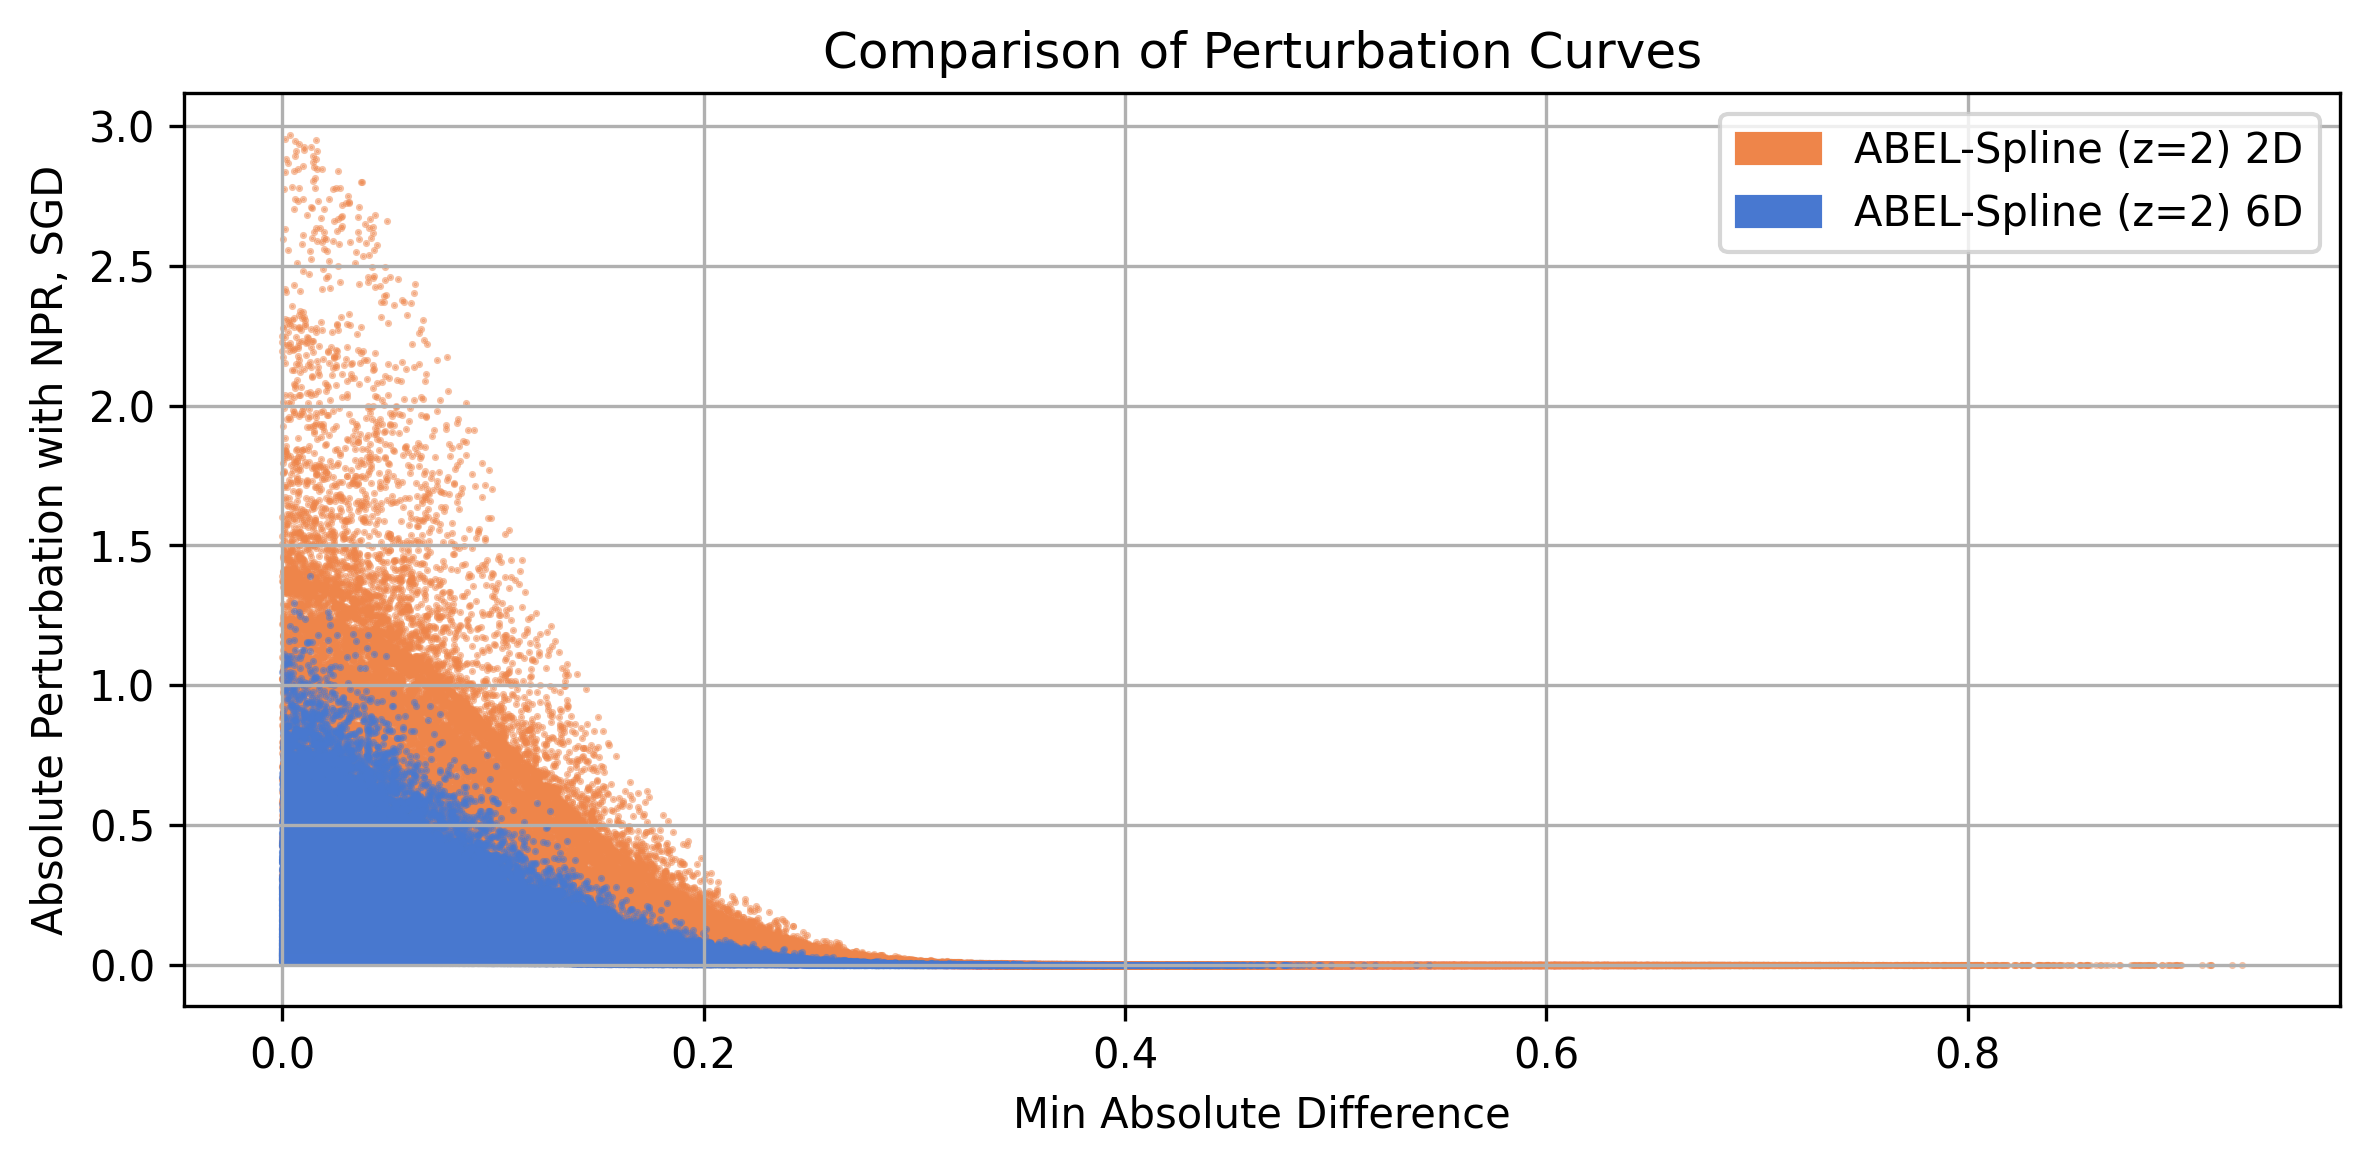 Comparison of Perturbation Curves
ABEL-Spline (z=2) 2D
ABEL-Spline (z=2) 6D
Absolute Perturbation with NPR, SGD
3.0
2.5
2.0
1.5
1.0
0.5
0.0
0.0 0.2 0.4 0.6 0.8
Min Absolute Difference